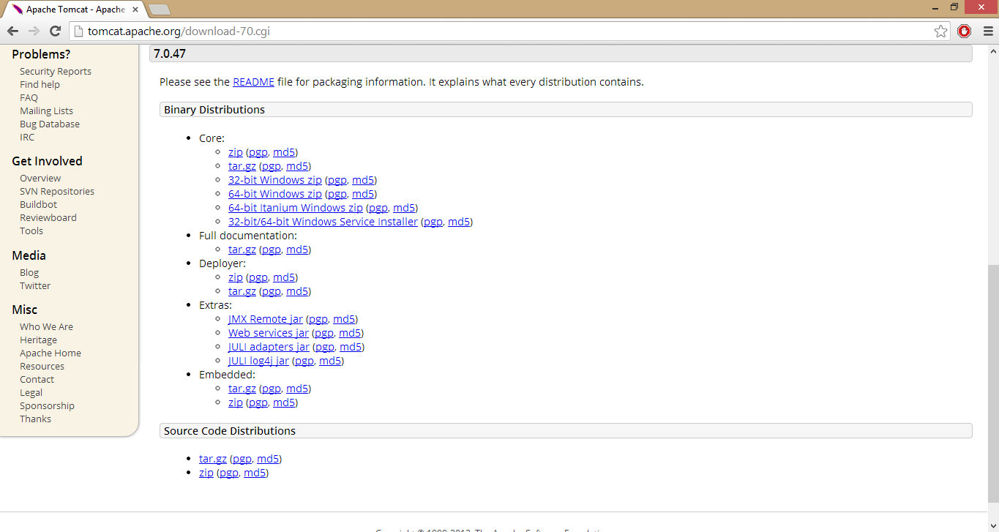 Apache Tomcat - Apache
tomcat.apache.org/download-70.cgi
Problems?
Security Reports
Find help
FAQ
Mailing Lists
Bug Database
IRC
Get Involved
Overview
SVN Repositories
Buildbot
Reviewboard
Tools
Media
Blog
Twitter
Misc
Who We Are
Heritage
Apache Home
Resources
Contact
Legal
Sponsorship
Thanks
7.0.47
Please see the README file for packaging information. It explains what every distribution contains.
Binary Distributions
• Core:
zip (pgp, md5)
tar.gz (pgp, md5)
32-bit Windows zip (pgp, md5)
64-bit Windows zip (pgp, md5)
64-bit Itanium Windows zip (pgp, md5)
32-bit/64-bit Windows Service Installer (pgp, md5)
• Full documentation:
tar.gz (pgp, md5)
• Deployer:
zip (pgp, md5)
tar.gz (pgp, md5)
• Extras:
JMX Remote jar (pgp, md5)
Web services jar (pgp, md5)
JULI adapters jar (pgp, md5)
JULI log4j jar (pgp, md5)
• Embedded:
tar.gz (pgp, md5)
zip (pgp, md5)
Source Code Distributions
• tar.gz (pgp, md5)
• zip (pgp, md5)